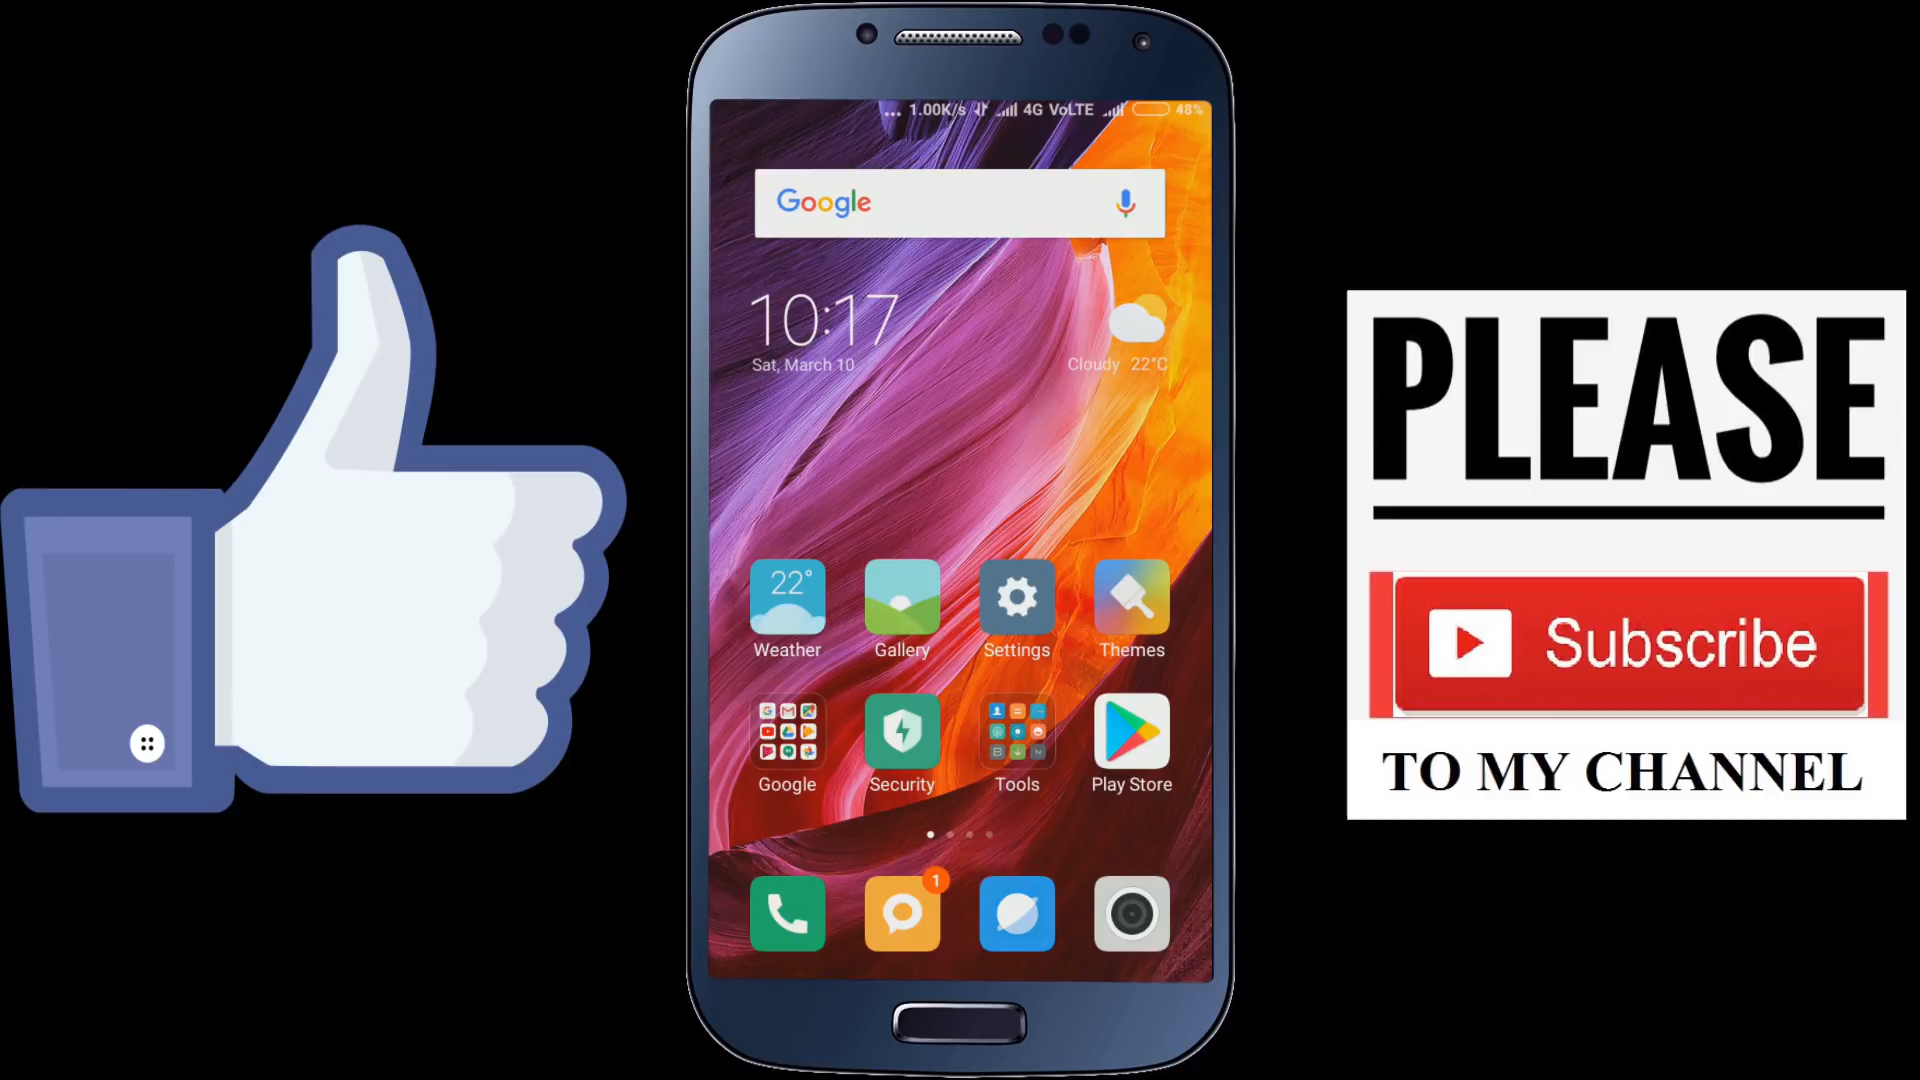 ... 1.00K/s 4G VoLTE 48%
Google
10:17
Sat, March 10
Cloudy 22°C
22°
Weather Gallery Settings Themes
Google Security Tools Play Store
1
PLEASE
Subscribe
TO MY CHANNEL